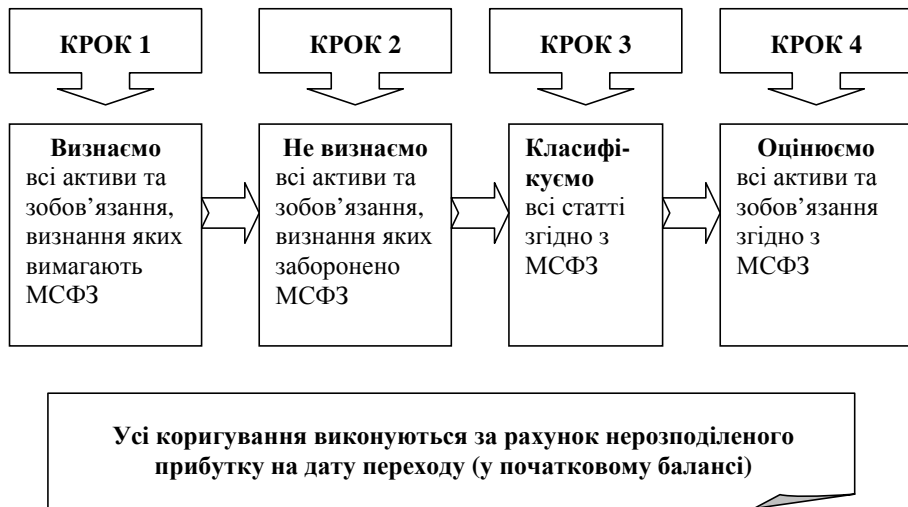 КРОК 1
КРОК 2
КРОК 3
КРОК 4
Визнаємо
всі активи та
зобов’язання,
визнання яких
вимагають
МСФЗ
Не визнаємо
всі активи та
зобов’язання,
визнання яких
заборонено
МСФЗ
Класифі-
куємо
всі статті
згідно з
МСФЗ
Оцінюємо
всі активи та
зобов’язання
згідно з
МСФЗ
Усі коригування виконуються за рахунок нерозподіленого
прибутку на дату переходу (у початковому балансі)